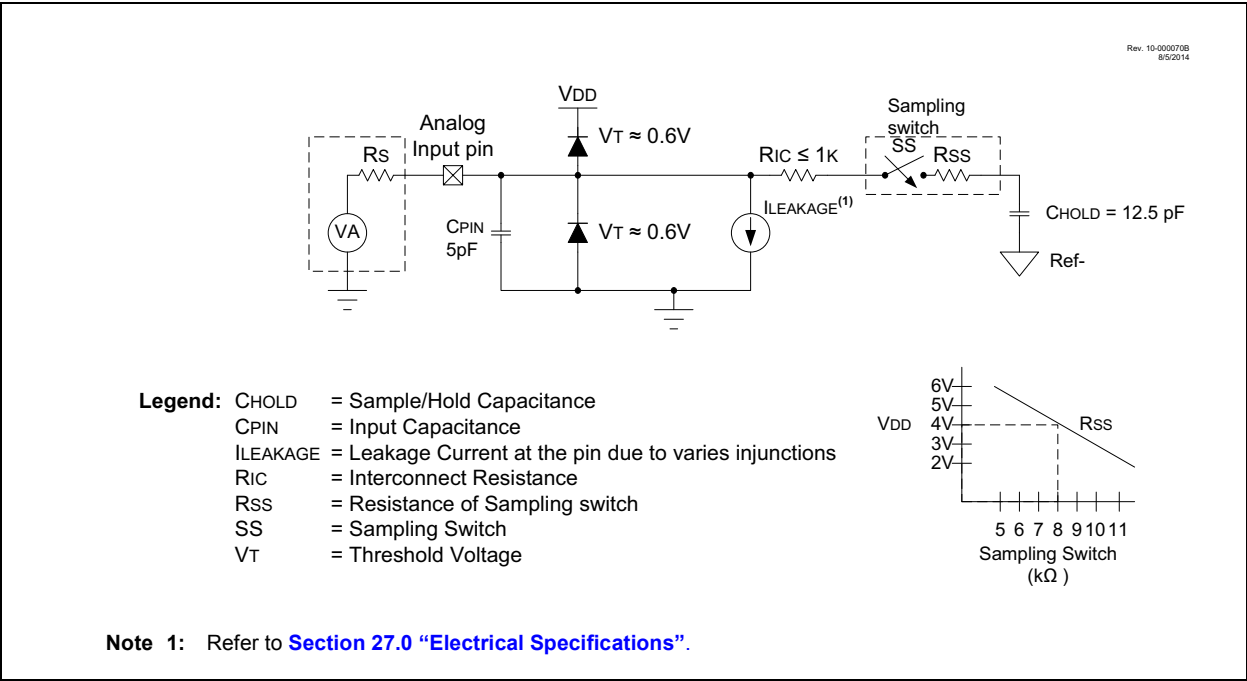 Rev. 10-000070B
8/5/2014
VDD
Sampling
switch
Analog
Input pin
VT ≈ 0.6V
RS
RIC ≤ 1K
SS
RSS
ILEAKAGE(1)
CHOLD = 12.5 pF
VA
CPIN
5pF
VT ≈ 0.6V
Ref-
Legend: CHOLD = Sample/Hold Capacitance
CPIN = Input Capacitance
ILEAKAGE = Leakage Current at the pin due to varies injunctions
RIC = Interconnect Resistance
RSS = Resistance of Sampling switch
SS = Sampling Switch
VT = Threshold Voltage
6V
5V
VDD 4V RSS
3V
2V
5 6 7 8 9 10 11
Sampling Switch
(kΩ )
Note 1: Refer to Section 27.0 “Electrical Specifications”.